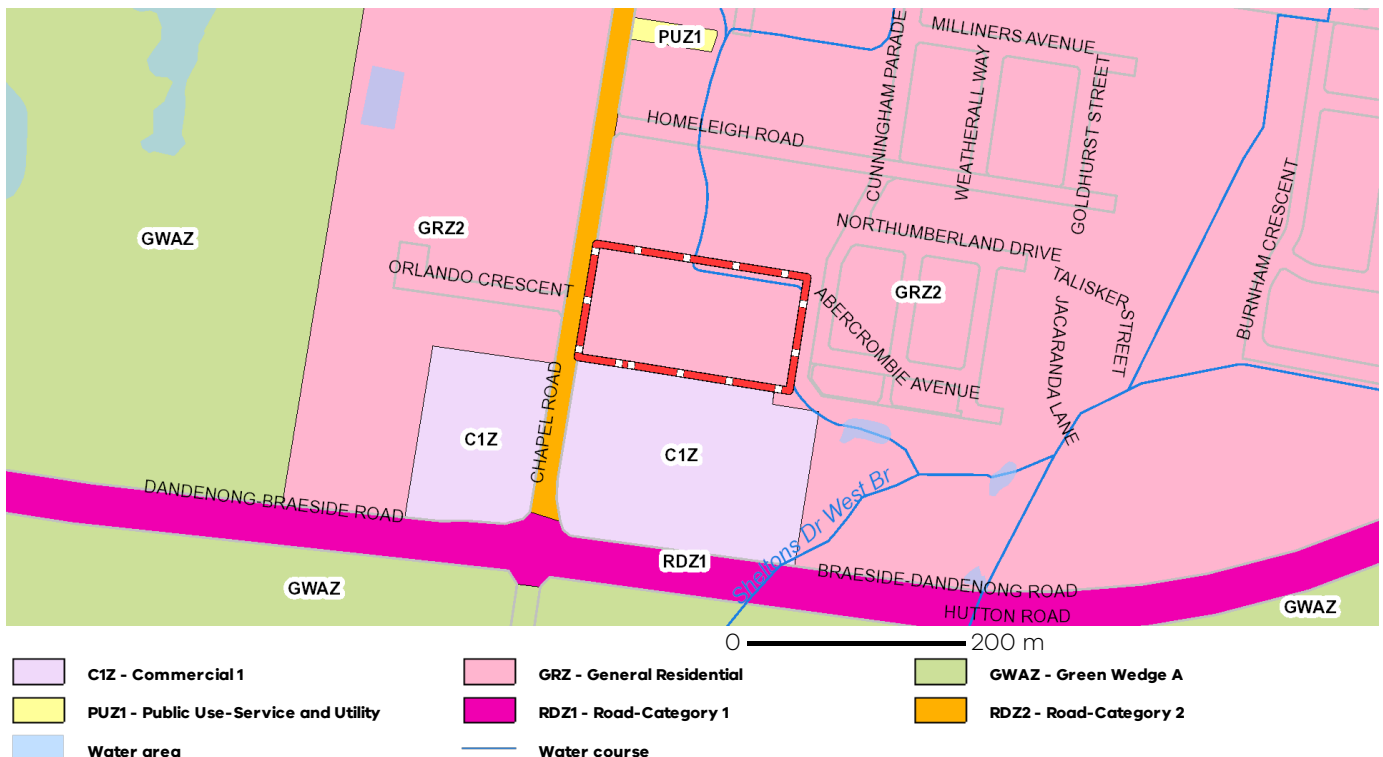 MILLINERS AVENUE
PUZ1
CUNNINGHAM PARADE
WEATHERALL WAY
GOLDHURST STREET
HOMELEIGH ROAD
BURNHAM CRESCENT
GWAZ
GRZ2
NORTHUMBERLAND DRIVE
ORLANDO CRESCENT
TALISKER STREET
GRZ2
ABERCROMBIE AVENUE
JACARANDA LANE
CHAPEL ROAD
C1Z
C1Z
DANDENONG-BRAESIDE ROAD
Sheltons Dr West Br
RDZ1
BRAESIDE-DANDENONG ROAD
GWAZ
HUTTON ROAD
GWAZ
0 200 m
C1Z - Commercial 1
GRZ - General Residential
GWAZ - Green Wedge A
PUZ1 - Public Use-Service and Utility
RDZ1 - Road-Category 1
RDZ2 - Road-Category 2
Water area
Water course